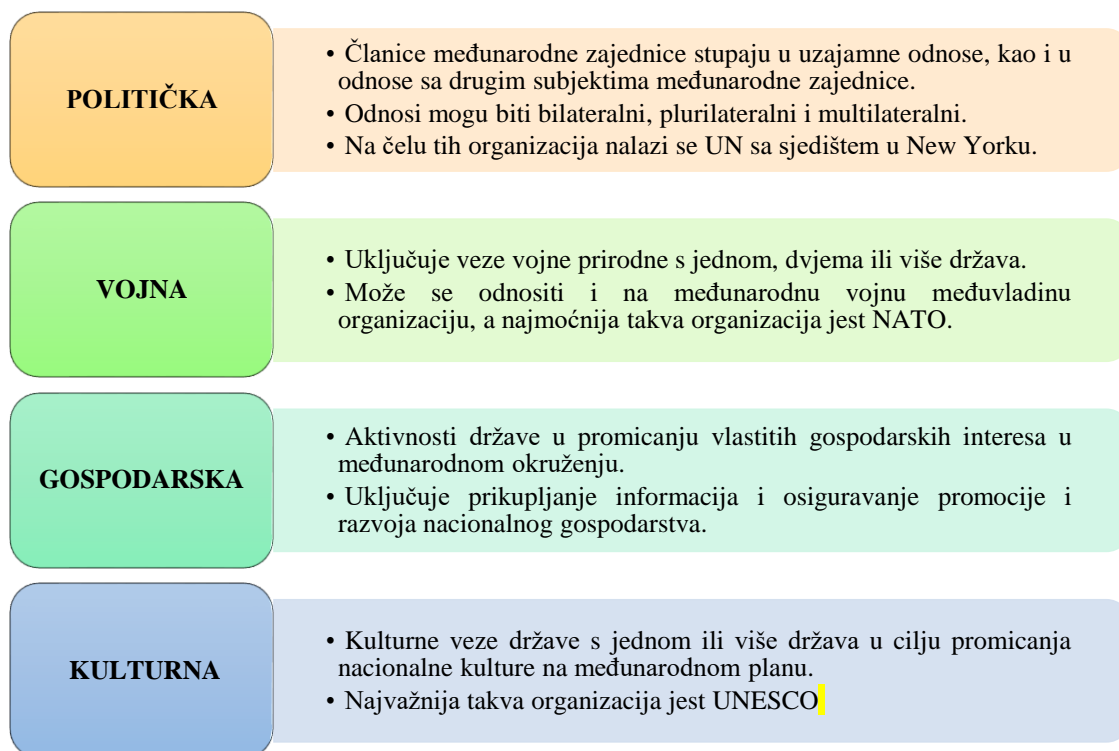 POLITIČKA
• Članice međunarodne zajednice stupaju u uzajamne odnose, kao i u
odnose sa drugim subjektima međunarodne zajednice.
• Odnosi mogu biti bilateralni, plurilateralni i multilateralni.
• Na čelu tih organizacija nalazi se UN sa sjedištem u New Yorku.
VOJNA
• Uključuje veze vojne prirodne s jednom, dvjema ili više država.
• Može se odnositi i na međunarodnu vojnu međuvladinu
organizaciju, a najmoćnija takva organizacija jest NATO.
GOSPODARSKA
• Aktivnosti države u promicanju vlastitih gospodarskih interesa u
međunarodnom okruženju.
• Uključuje prikupljanje informacija i osiguravanje promocije i
razvoja nacionalnog gospodarstva.
KULTURNA
• Kulturne veze države s jednom ili više država u cilju promicanja
nacionalne kulture na međunarodnom planu.
• Najvažnija takva organizacija jest UNESCO